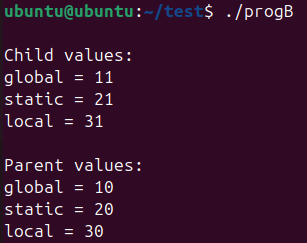 ubuntu@ubuntu:~/test$ ./progB
Child values:
global = 11
static = 21
local = 31
Parent values:
global = 10
static = 20
local = 30